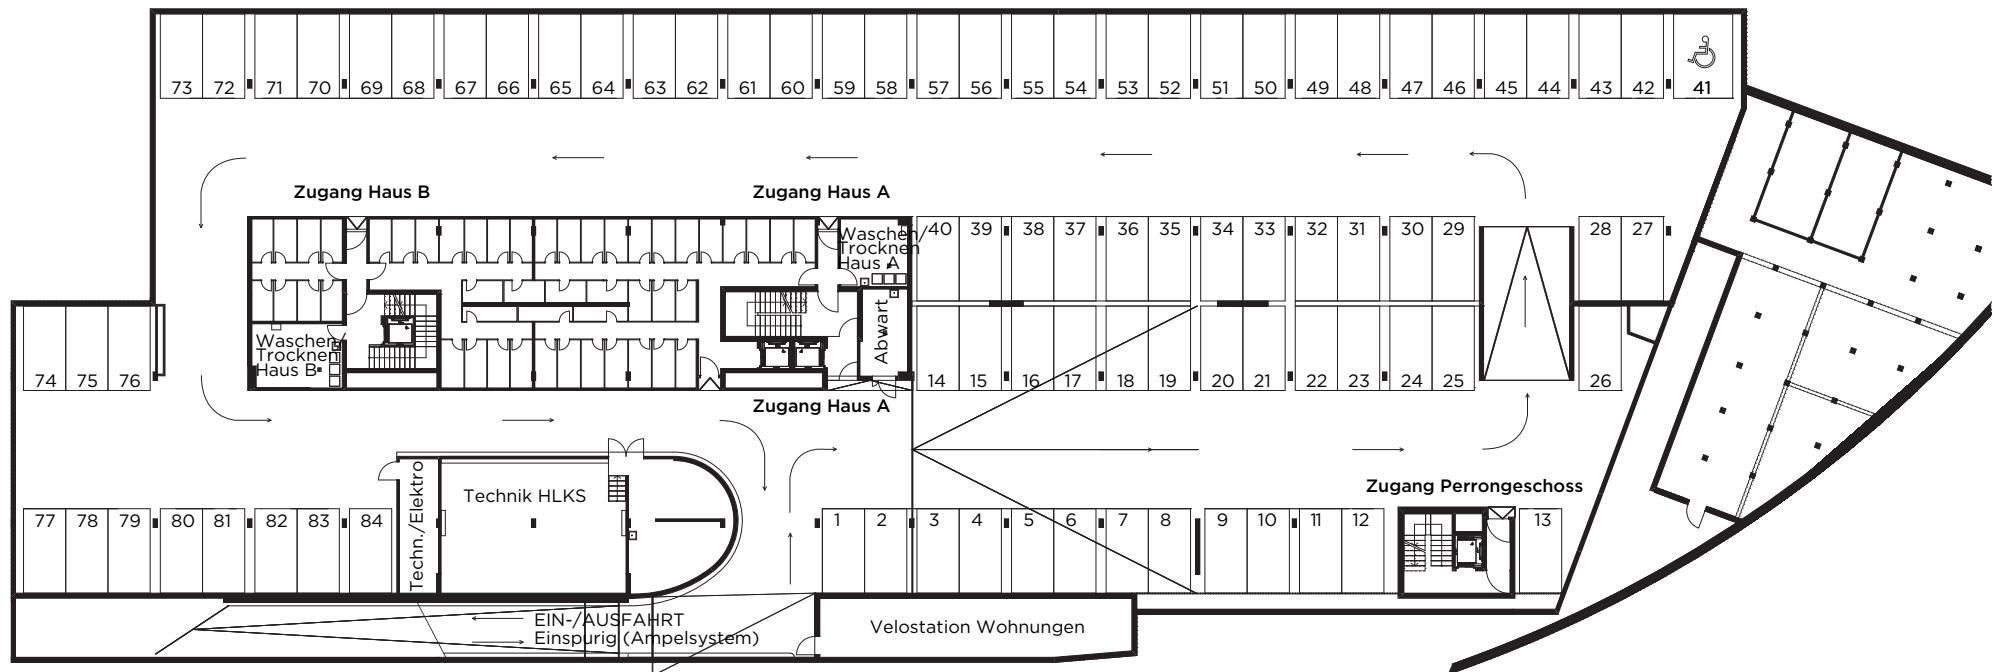 73 72 71 70 69 68 67 66 65 64 63 62 61 60 59 58 57 56 55 54 53 52 51 50 49 48 47 46 45 44 43 42 41
Zugang Haus B
Zugang Haus A
Waschen/
Trocknen
Haus A
40 39 38 37 36 35 34 33 32 31 30 29 28 27
Abwart
Waschen/
Trocknen
Haus B
74 75 76
14 15 16 17 18 19 20 21 22 23 24 25 26
Zugang Haus A
Techn./Elektro
Technik HLKS
Zugang Perrongeschoss
77 78 79 80 81 82 83 84
1 2 3 4 5 6 7 8 9 10 11 12 13
EIN-/AUSFAHRT
Einspurig (Ampelsystem)
Velostation Wohnungen